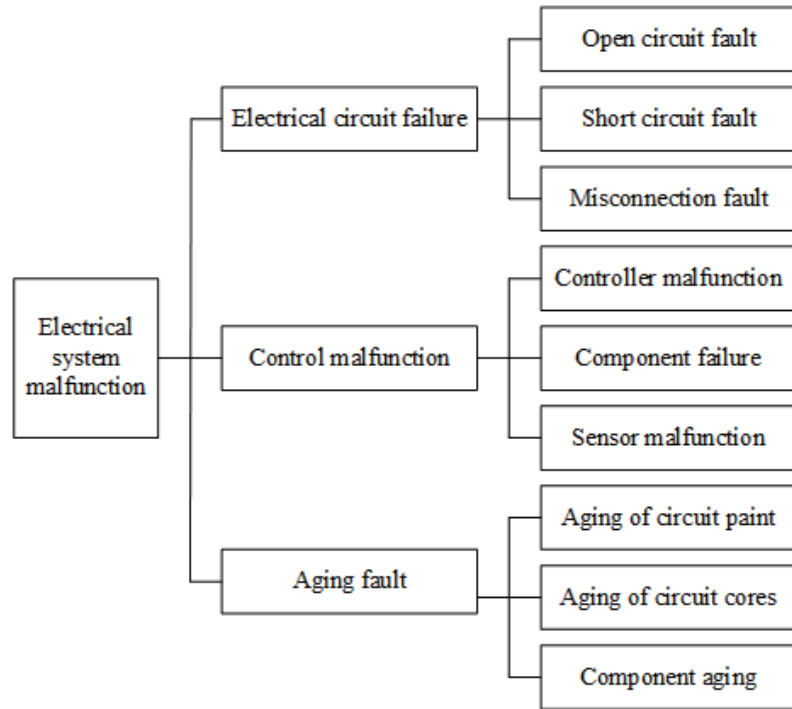 Open circuit fault
Electrical circuit failure
Short circuit fault
Misconnection fault
Electrical
system
malfunction
Control malfunction
Controller malfunction
Component failure
Sensor malfunction
Aging fault
Aging of circuit paint
Aging of circuit cores
Component aging